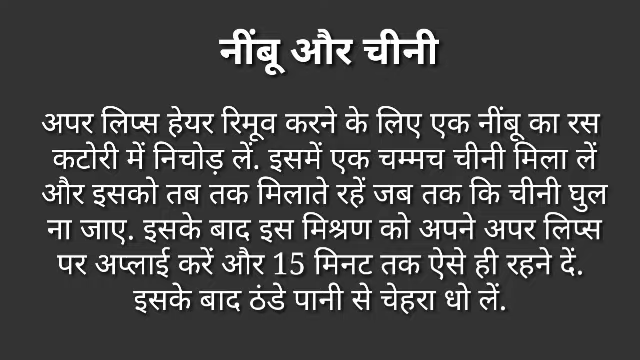 नींबू और चीनी
अपर लिप्स हेयर रिमूव करने के लिए एक नींबू का रस
कटोरी में निचोड़ लें. इसमें एक चम्मच चीनी मिला लें
और इसको तब तक मिलाते रहें जब तक कि चीनी घुल
ना जाए. इसके बाद इस मिश्रण को अपने अपर लिप्स
पर अप्लाई करें और 15 मिनट तक ऐसे ही रहने दें.
इसके बाद ठंडे पानी से चेहरा धो लें.